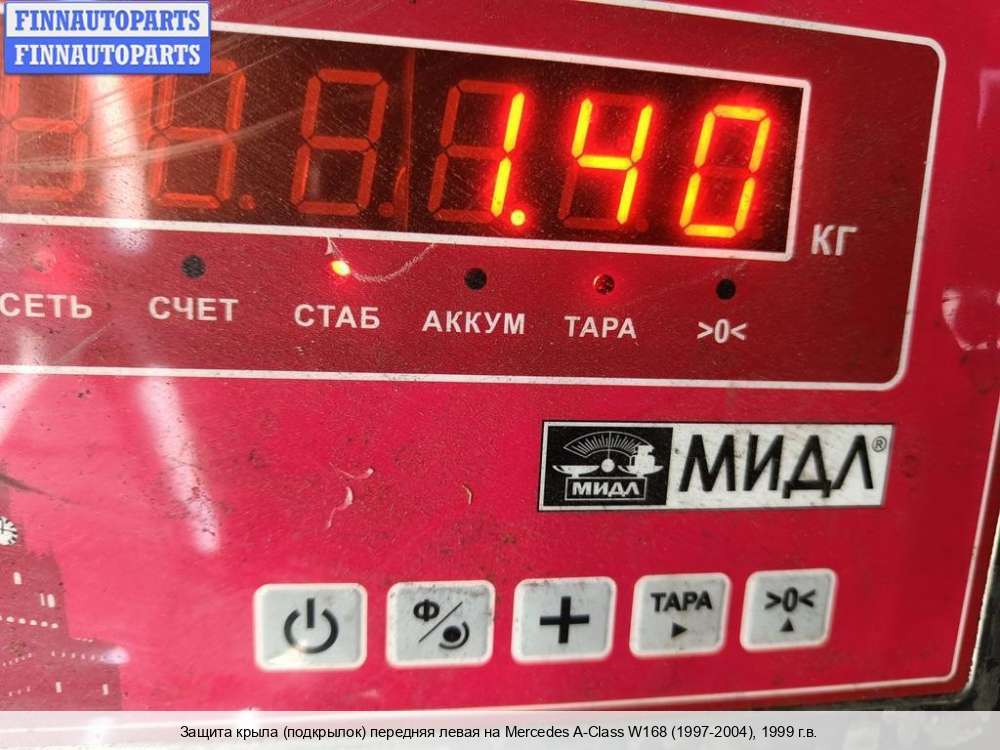 FINNAUTOPARTS
FINNAUTOPARTS
1.40
КГ
СЕТЬ СЧЕТ СТАБ АККУМ ТАРА >0<
МИДЛ МИДЛ®
Ф ТАРА >0<
Защита крыла (подкрылок) передняя левая на Mercedes A-Class W168 (1997-2004), 1999 г.в.